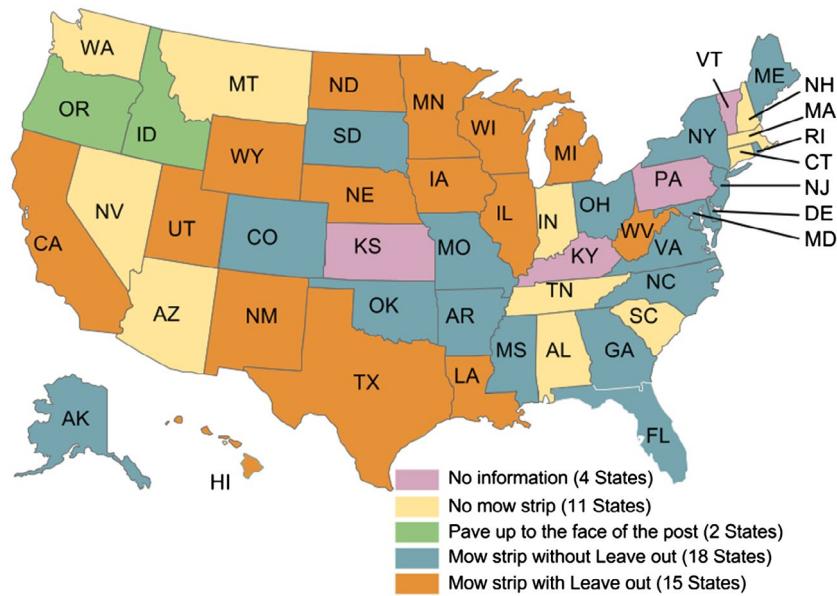 WA
MT
ND
MN
VT
ME
NH
OR
ID
SD
WI
MI
NY
MA
RI
WY
IA
CT
PA
NJ
NV
NE
IL
IN
OH
DE
CA
UT
CO
KS
MO
WV
MD
KY
VA
AZ
NM
OK
AR
TN
NC
SC
TX
LA
MS
AL
GA
AK
FL
HI
No information (4 States)
No mow strip (11 States)
Pave up to the face of the post (2 States)
Mow strip without Leave out (18 States)
Mow strip with Leave out (15 States)